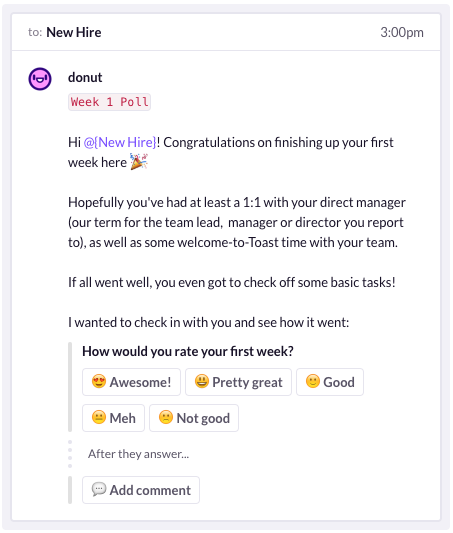 to: New Hire 3:00pm
donut
Week 1 Poll
Hi @{New Hire}! Congratulations on finishing up your first
week here 🎉
Hopefully you've had at least a 1:1 with your direct manager
(our term for the team lead, manager or director you report
to), as well as some welcome-to-Toast time with your team.
If all went well, you even got to check off some basic tasks!
I wanted to check in with you and see how it went:
How would you rate your first week?
😍 Awesome! 😃 Pretty great 🙂 Good
😐 Meh 😕 Not good
After they answer...
💬 Add comment